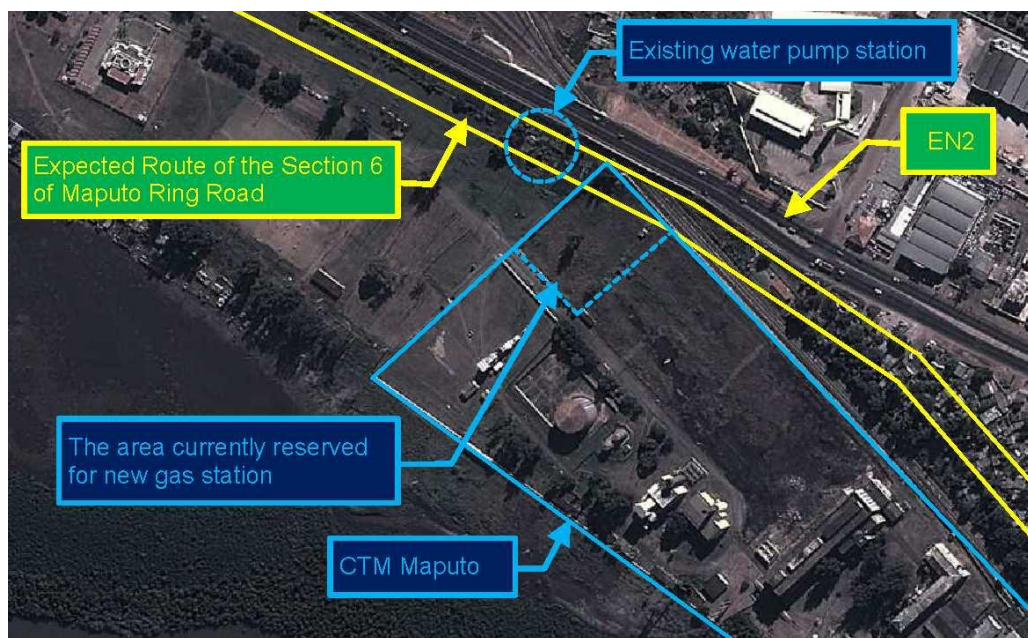 Existing water pump station
EN2
Expected Route of the Section 6
of Maputo Ring Road
The area currently reserved
for new gas station
CTM Maputo